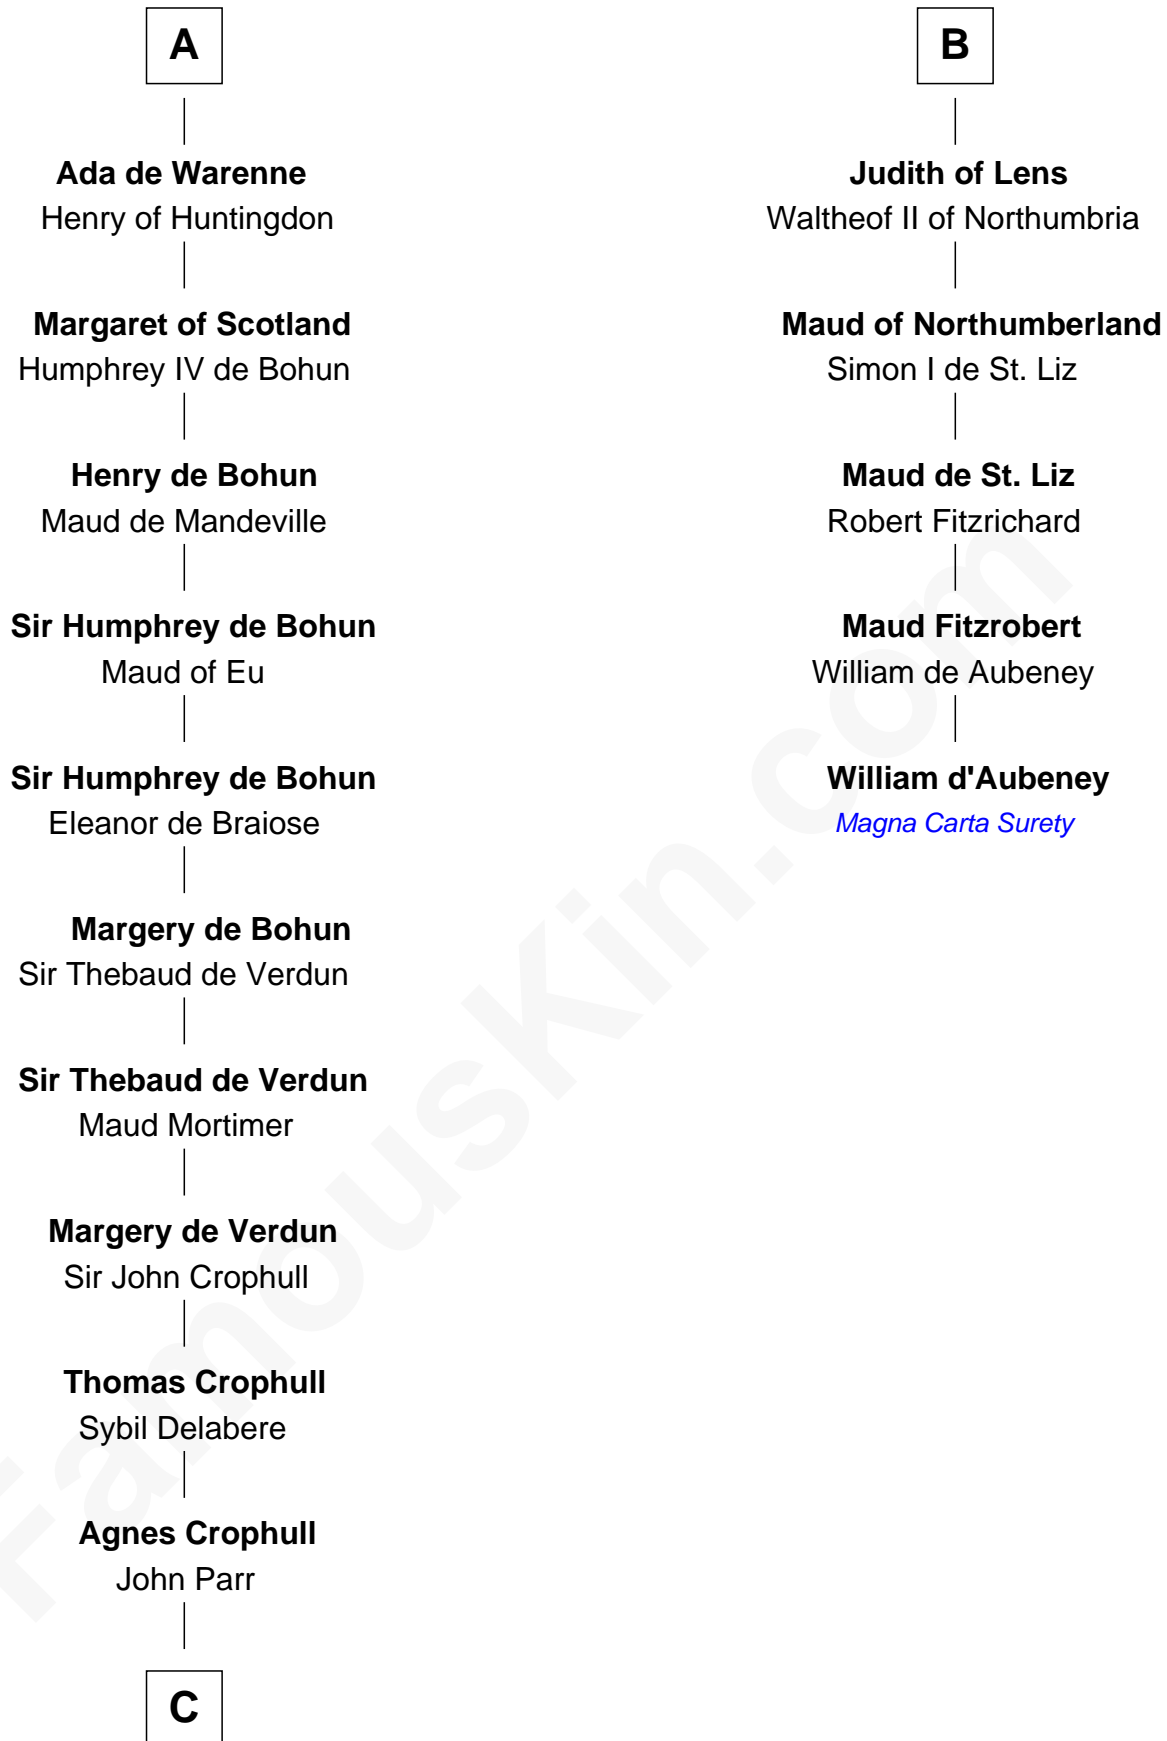 A
Ada de Warenne
Henry of Huntingdon
Margaret of Scotland
Humphrey IV de Bohun
Henry de Bohun
Maud de Mandeville
Sir Humphrey de Bohun
Maud of Eu
Sir Humphrey de Bohun
Eleanor de Braiose
Margery de Bohun
Sir Thebaud de Verdun
Sir Thebaud de Verdun
Maud Mortimer
Margery de Verdun
Sir John Crophull
Thomas Crophull
Sybil Delabere
Agnes Crophull
John Parr
C
B
Judith of Lens
Waltheof II of Northumbria
Maud of Northumberland
Simon I de St. Liz
Maud de St. Liz
Robert Fitzrichard
Maud Fitzrobert
William de Aubeney
William d'Aubeney
Magna Carta Surety
FamousKin.com